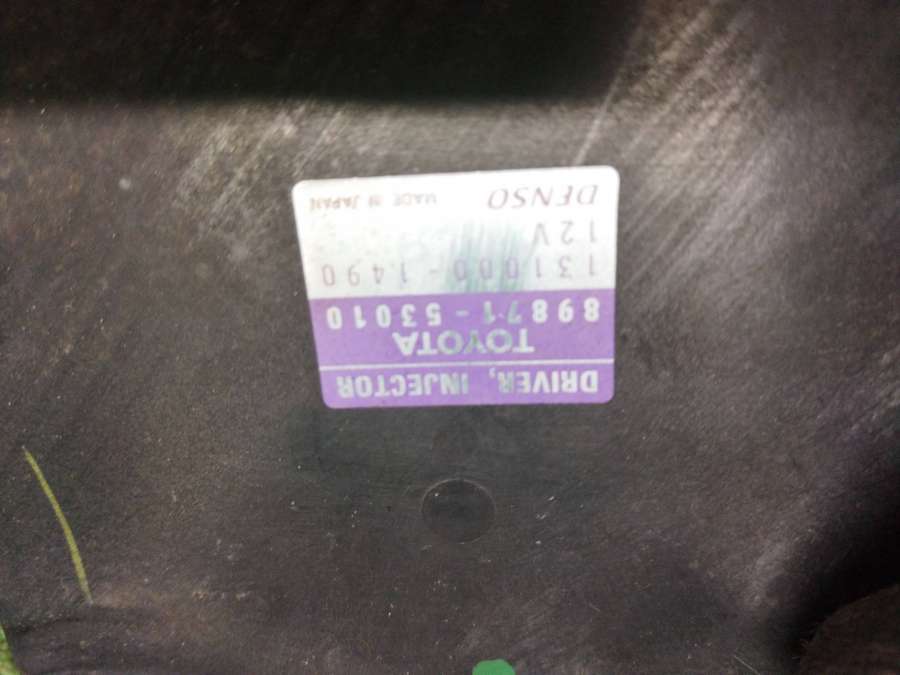 DRIVER, INJECTOR
TOYOTA
89871-53010
131000-1490
12V
DENSO MADE IN JAPAN